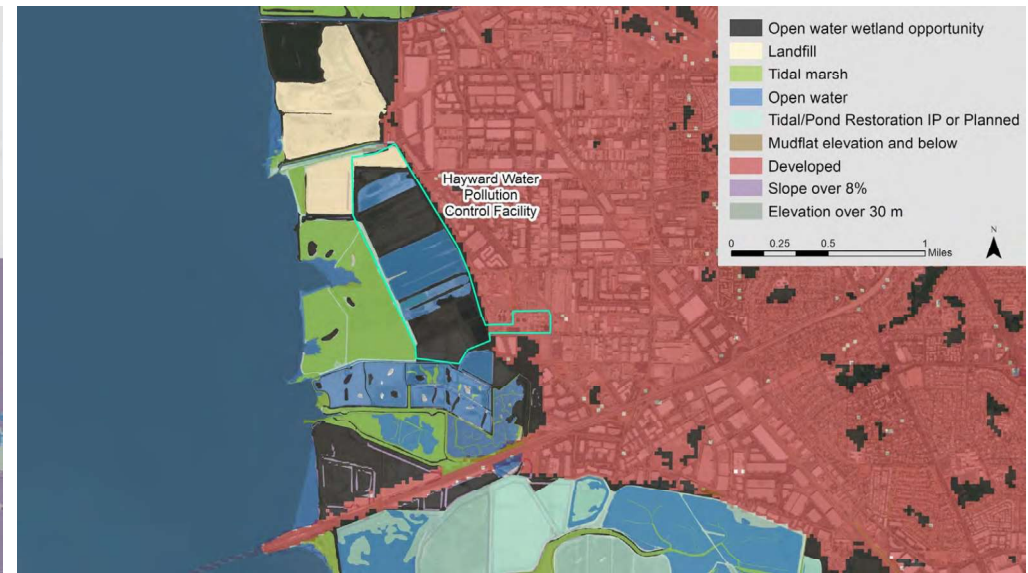 Open water wetland opportunity
Landfill
Tidal marsh
Open water
Tidal/Pond Restoration IP or Planned
Mudflat elevation and below
Developed
Slope over 8%
Elevation over 30 m
N
0 0.25 0.5 1
Miles
Hayward Water
Pollution
Control Facility